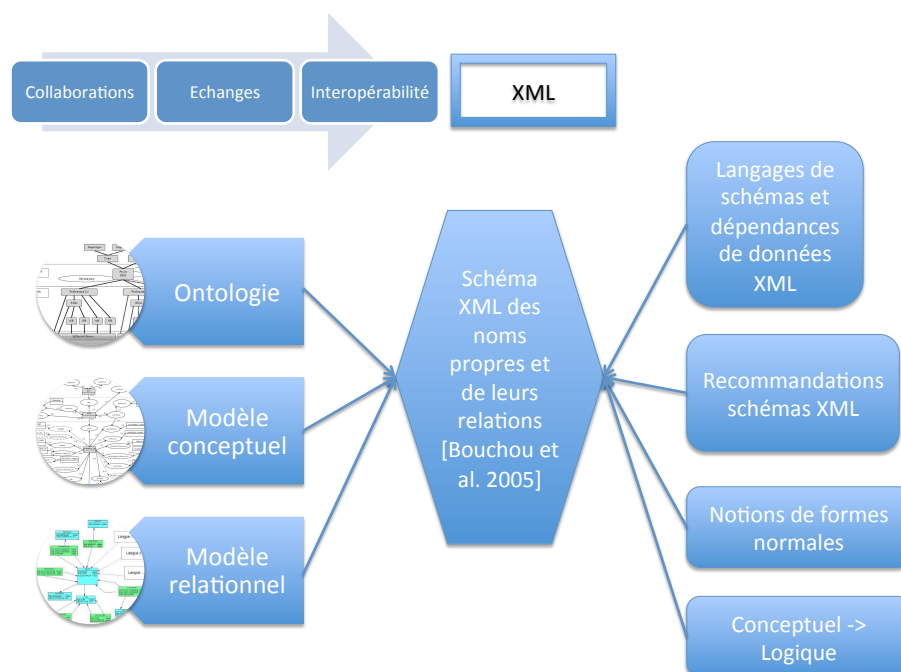 Collaborations
Echanges
Interopérabilité
XML
Ontologie
Modèle
conceptuel
Modèle
relationnel
Schéma
XML des
noms
propres et
de leurs
relations
[Bouchou et
al. 2005]
Langages de
schémas et
dépendances
de données
XML
Recommandations
schémas XML
Notions de formes
normales
Conceptuel ->
Logique